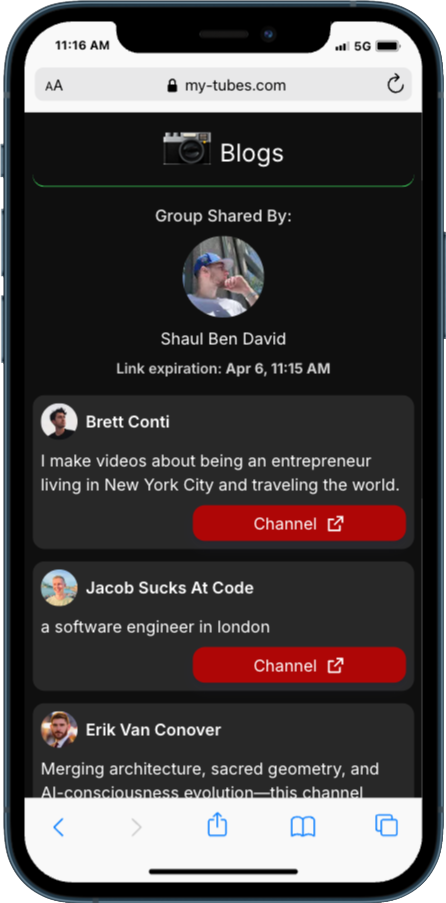 11:16 AM
5G
AA
my-tubes.com
Blogs
Group Shared By:
Shaul Ben David
Link expiration: Apr 6, 11:15 AM
Brett Conti
I make videos about being an entrepreneur
living in New York City and traveling the world.
Channel
Jacob Sucks At Code
a software engineer in london
Channel
Erik Van Conover
Merging architecture, sacred geometry, and
AI-consciousness evolution—this channel